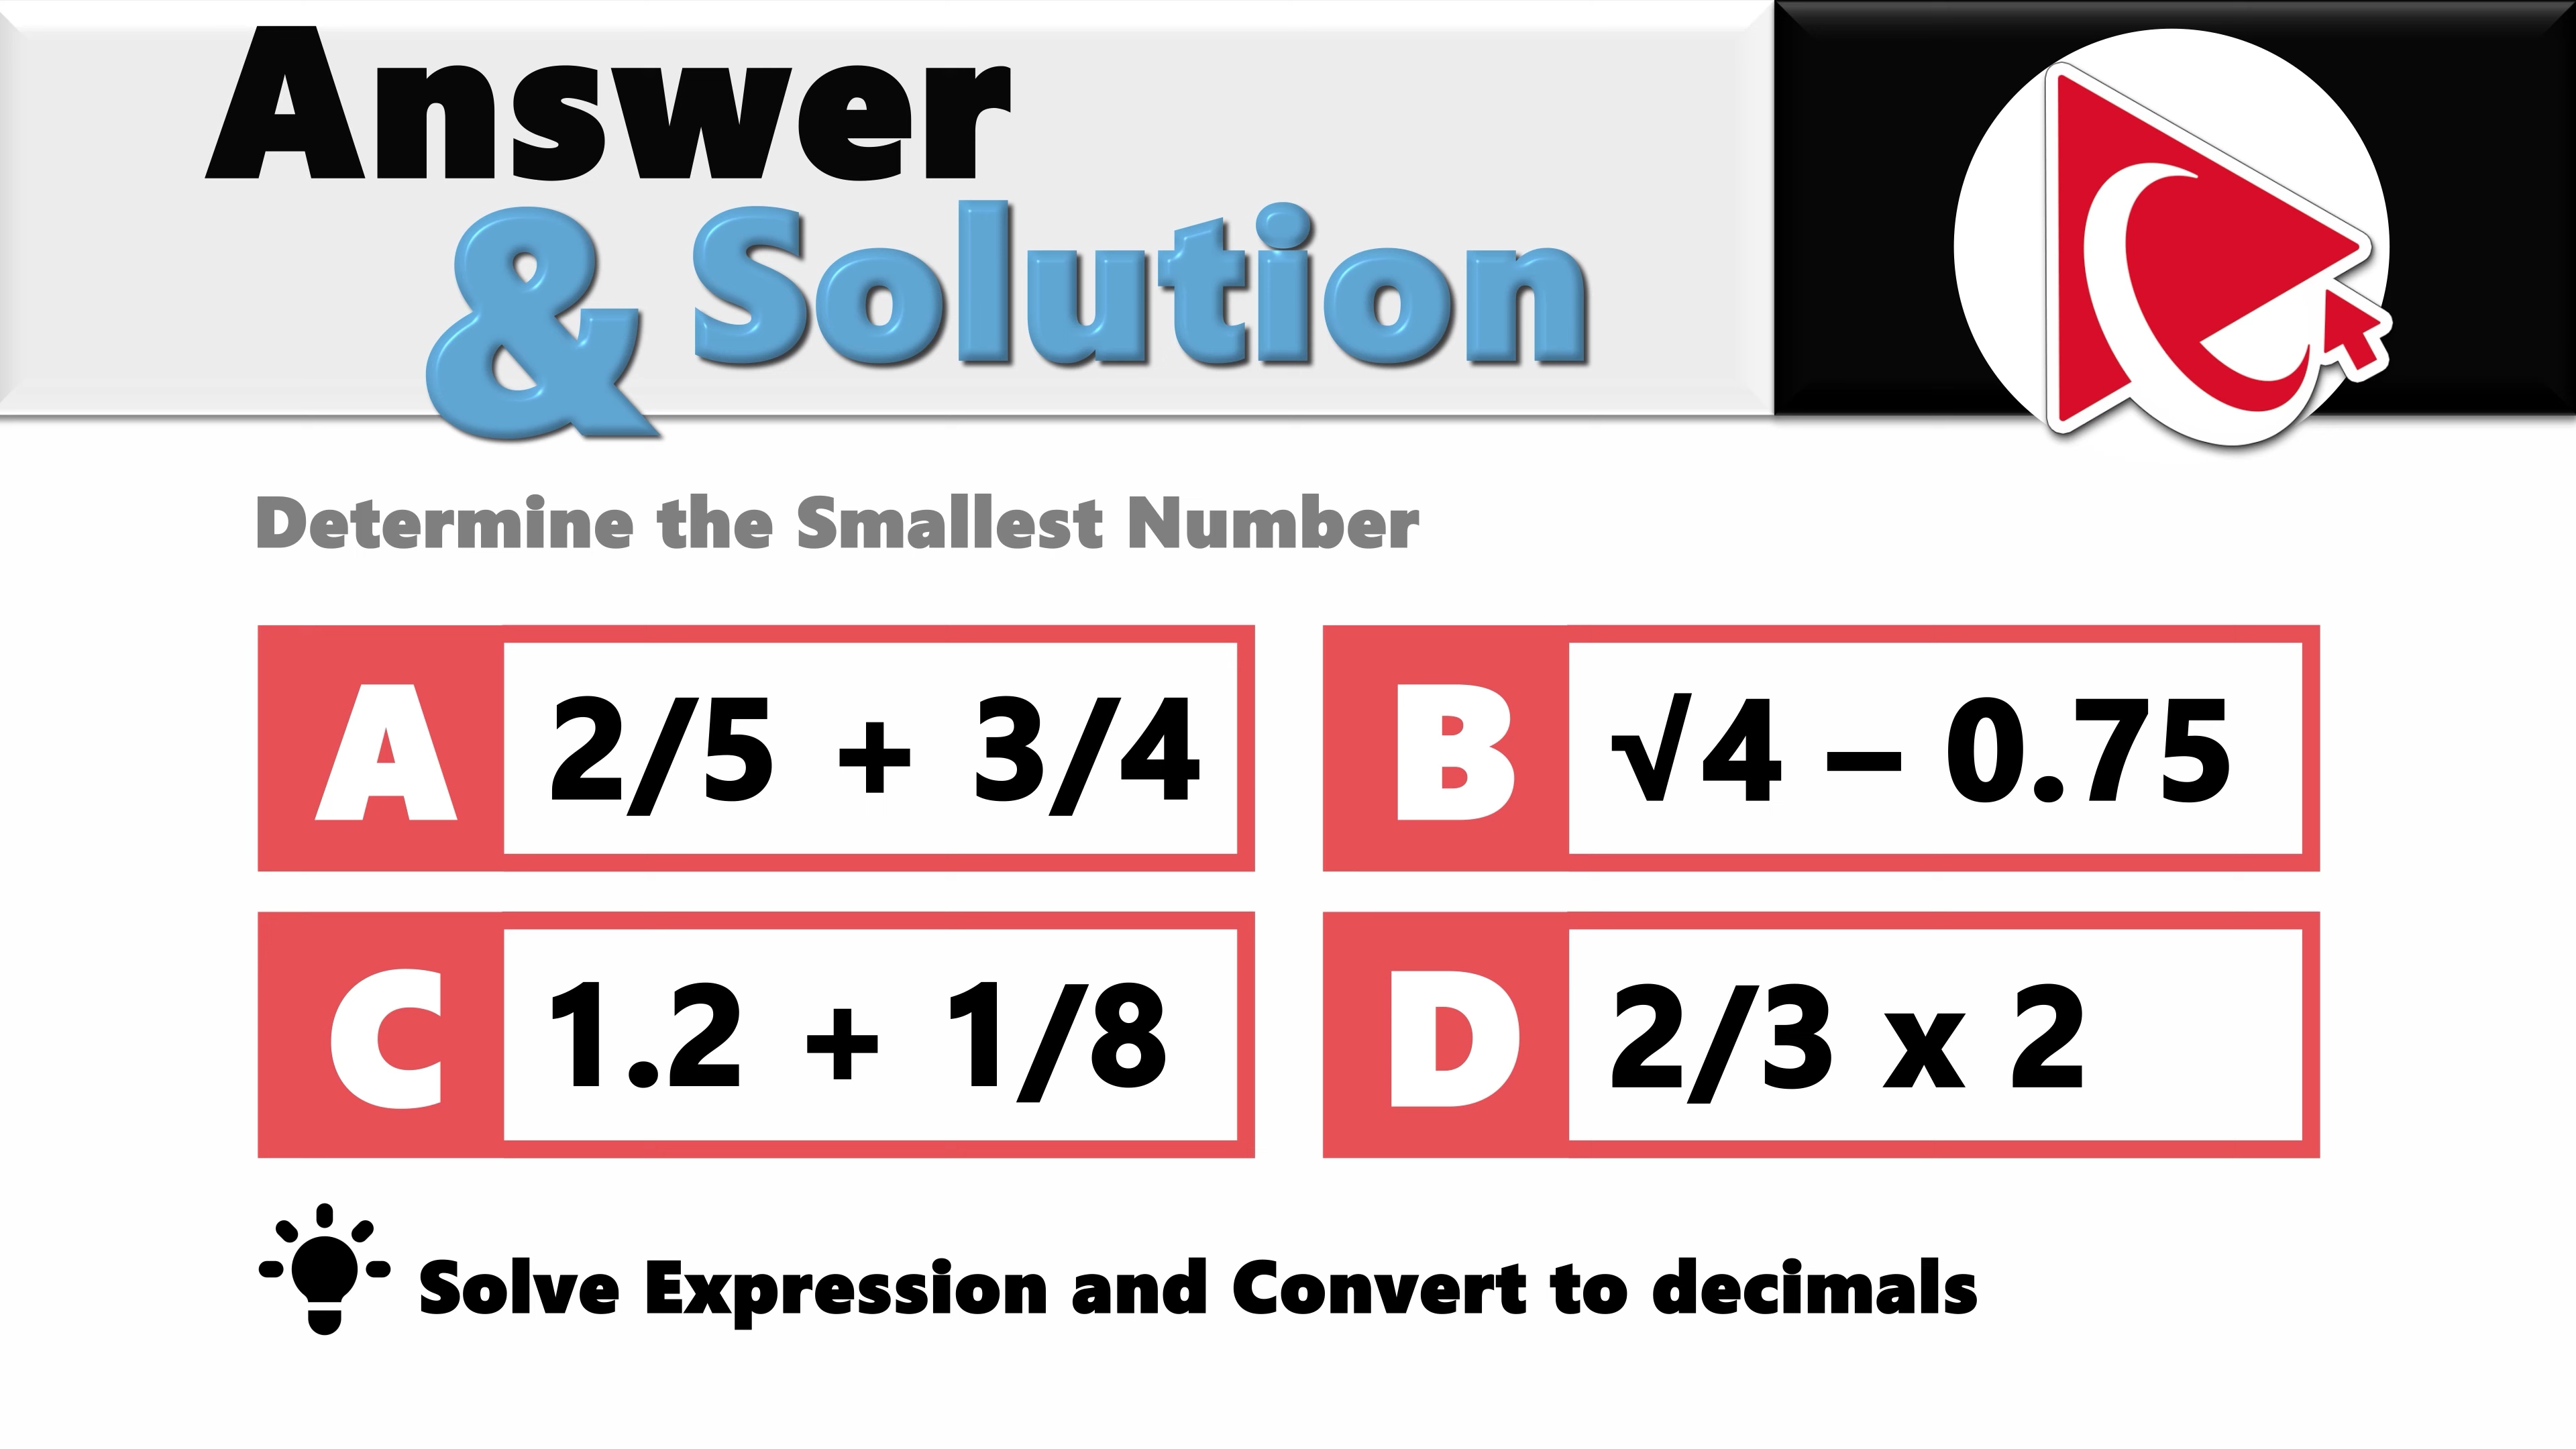 Answer
& Solution
Determine the Smallest Number
A 2/5 + 3/4
B √4 – 0.75
C 1.2 + 1/8
D 2/3 x 2
Solve Expression and Convert to decimals